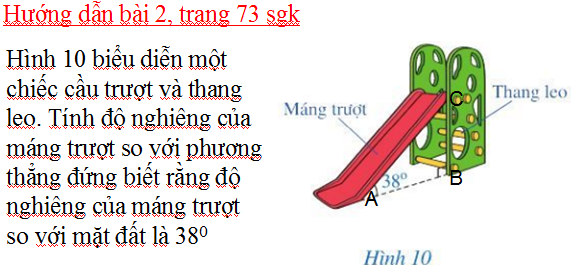 Hướng dẫn bài 2, trang 73 sgk
Hình 10 biểu diễn một
chiếc cầu trượt và thang
leo. Tính độ nghiêng của
máng trượt so với phương
thẳng đứng biết rằng độ
nghiêng của máng trượt
so với mặt đất là 38⁰
Máng trượt
C
Thang leo
38°
B
A
Hình 10